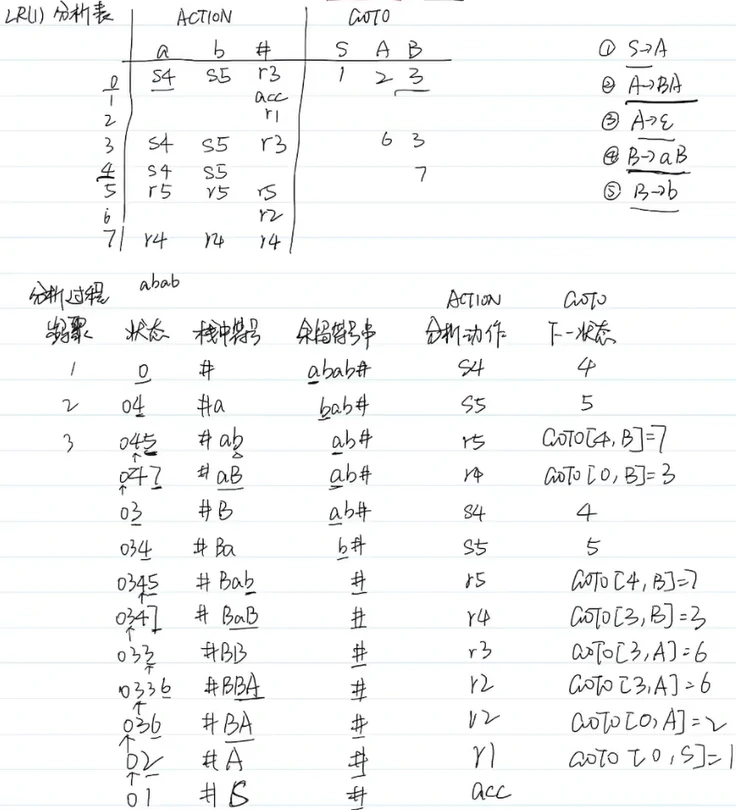 LR(1) 分析表 ACTION GOTO
a b # S A B ① S→A
0 S4 S5 r3 1 2 3 ② A→BA
1 acc
2 r1 ③ A→ε
3 S4 S5 r3 6 3
4 S4 S5 7 ④ B→aB
5 r5 r5 r5 ⑤ B→b
6 r2
7 r4 r4 r4
分析过程 abab ACTION GOTO
步骤 状态 栈中符号 余留符号串 分析动作 下一状态
1 0 # abab# S4 4
2 04 #a bab# S5 5
3 045 #ab ab# r5 GOTO[4,B]=7
047 #aB ab# r4 GOTO[0,B]=3
03 #B ab# S4 4
034 #Ba b# S5 5
0345 #Bab # r5 GOTO[4,B]=7
0347 #BaB # r4 GOTO[3,B]=3
033 #BB # r3 GOTO[3,A]=6
0336 #BBA # r2 GOTO[3,A]=6
036 #BA # r2 GOTO[0,A]=2
02 #A # r1 GOTO[0,S]=1
01 #S # acc